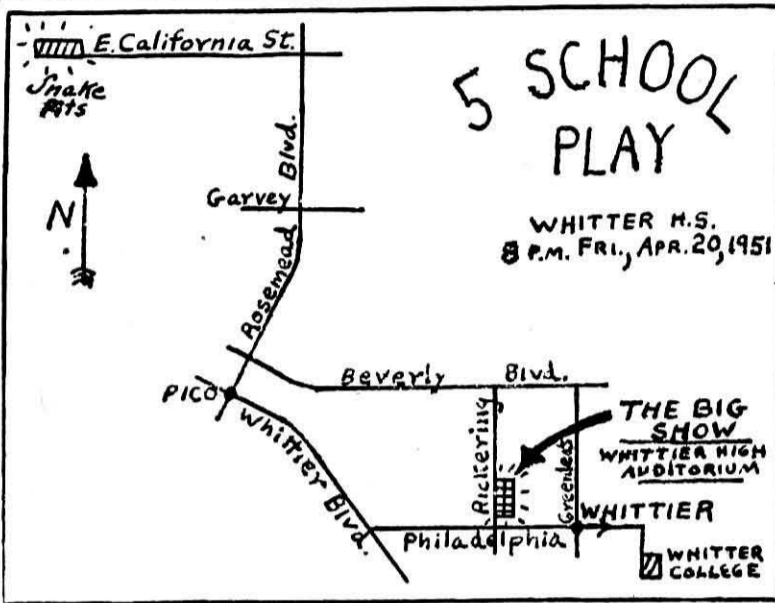 E. California St.
Snake
Pits
5 SCHOOL
PLAY
WHITTER H.S.
8 P.M. FRI., APR. 20, 1951
N
Rosemead Blvd.
Garvey
PICO
Beverly Blvd.
Whittier Blvd.
Pickering
Greenleaf
THE BIG
SHOW
WHITTIER HIGH
AUDITORIUM
WHITTIER
Philadelphia
WHITTER
COLLEGE